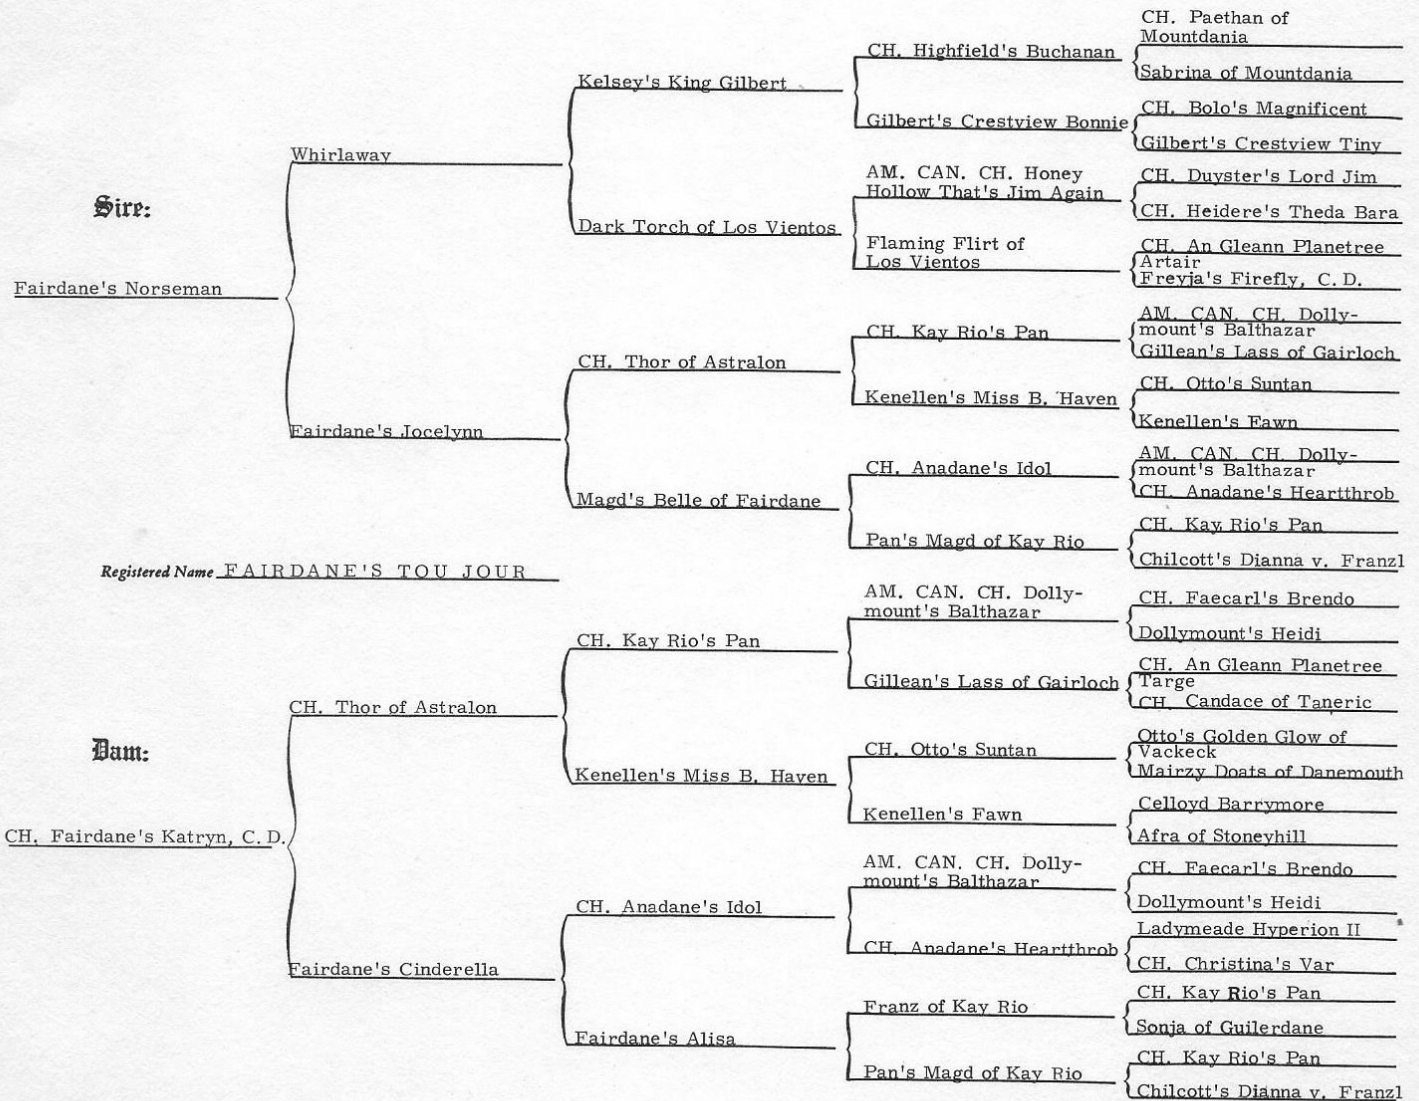 CH. Paethan of
Mountdania
CH. Highfield's Buchanan
Sabrina of Mountdania
Kelsey's King Gilbert
CH. Bolo's Magnificent
Gilbert's Crestview Bonnie
Gilbert's Crestview Tiny
Whirlaway
AM. CAN. CH. Honey
Hollow That's Jim Again
CH. Duyster's Lord Jim
CH. Heidere's Theda Bara
Sire:
Dark Torch of Los Vientos
Flaming Flirt of
Los Vientos
CH. An Gleann Planetree
Artair
Freyja's Firefly, C.D.
Fairdane's Norseman
AM. CAN. CH. Dolly-
mount's Balthazar
CH. Kay Rio's Pan
Gillean's Lass of Gairloch
CH. Thor of Astralon
CH. Otto's Suntan
Kenellen's Miss B. Haven
Kenellen's Fawn
Fairdane's Jocelynn
AM. CAN. CH. Dolly-
mount's Balthazar
CH. Anadane's Idol
CH. Anadane's Heartthrob
Magd's Belle of Fairdane
CH. Kay Rio's Pan
Pan's Magd of Kay Rio
Chilcott's Dianna v. Franzl
Registered Name FAIRDANE'S TOU JOUR
AM. CAN. CH. Dolly-
mount's Balthazar
CH. Faecarl's Brendo
Dollymount's Heidi
CH. Kay Rio's Pan
CH. An Gleann Planetree
Targe
Gillean's Lass of Gairloch
CH. Candace of Taneric
CH. Thor of Astralon
Otto's Golden Glow of
Vackeck
CH. Otto's Suntan
Mairzy Doats of Danemouth
Dam:
Kenellen's Miss B. Haven
Celloyd Barrymore
Kenellen's Fawn
Afra of Stoneyhill
CH. Fairdane's Katryn, C.D.
AM. CAN. CH. Dolly-
mount's Balthazar
CH. Faecarl's Brendo
Dollymount's Heidi
CH. Anadane's Idol
Ladymeade Hyperion II
CH. Anadane's Heartthrob
CH. Christina's Var
Fairdane's Cinderella
CH. Kay Rio's Pan
Franz of Kay Rio
Sonja of Guilerdane
Fairdane's Alisa
CH. Kay Rio's Pan
Pan's Magd of Kay Rio
Chilcott's Dianna v. Franzl